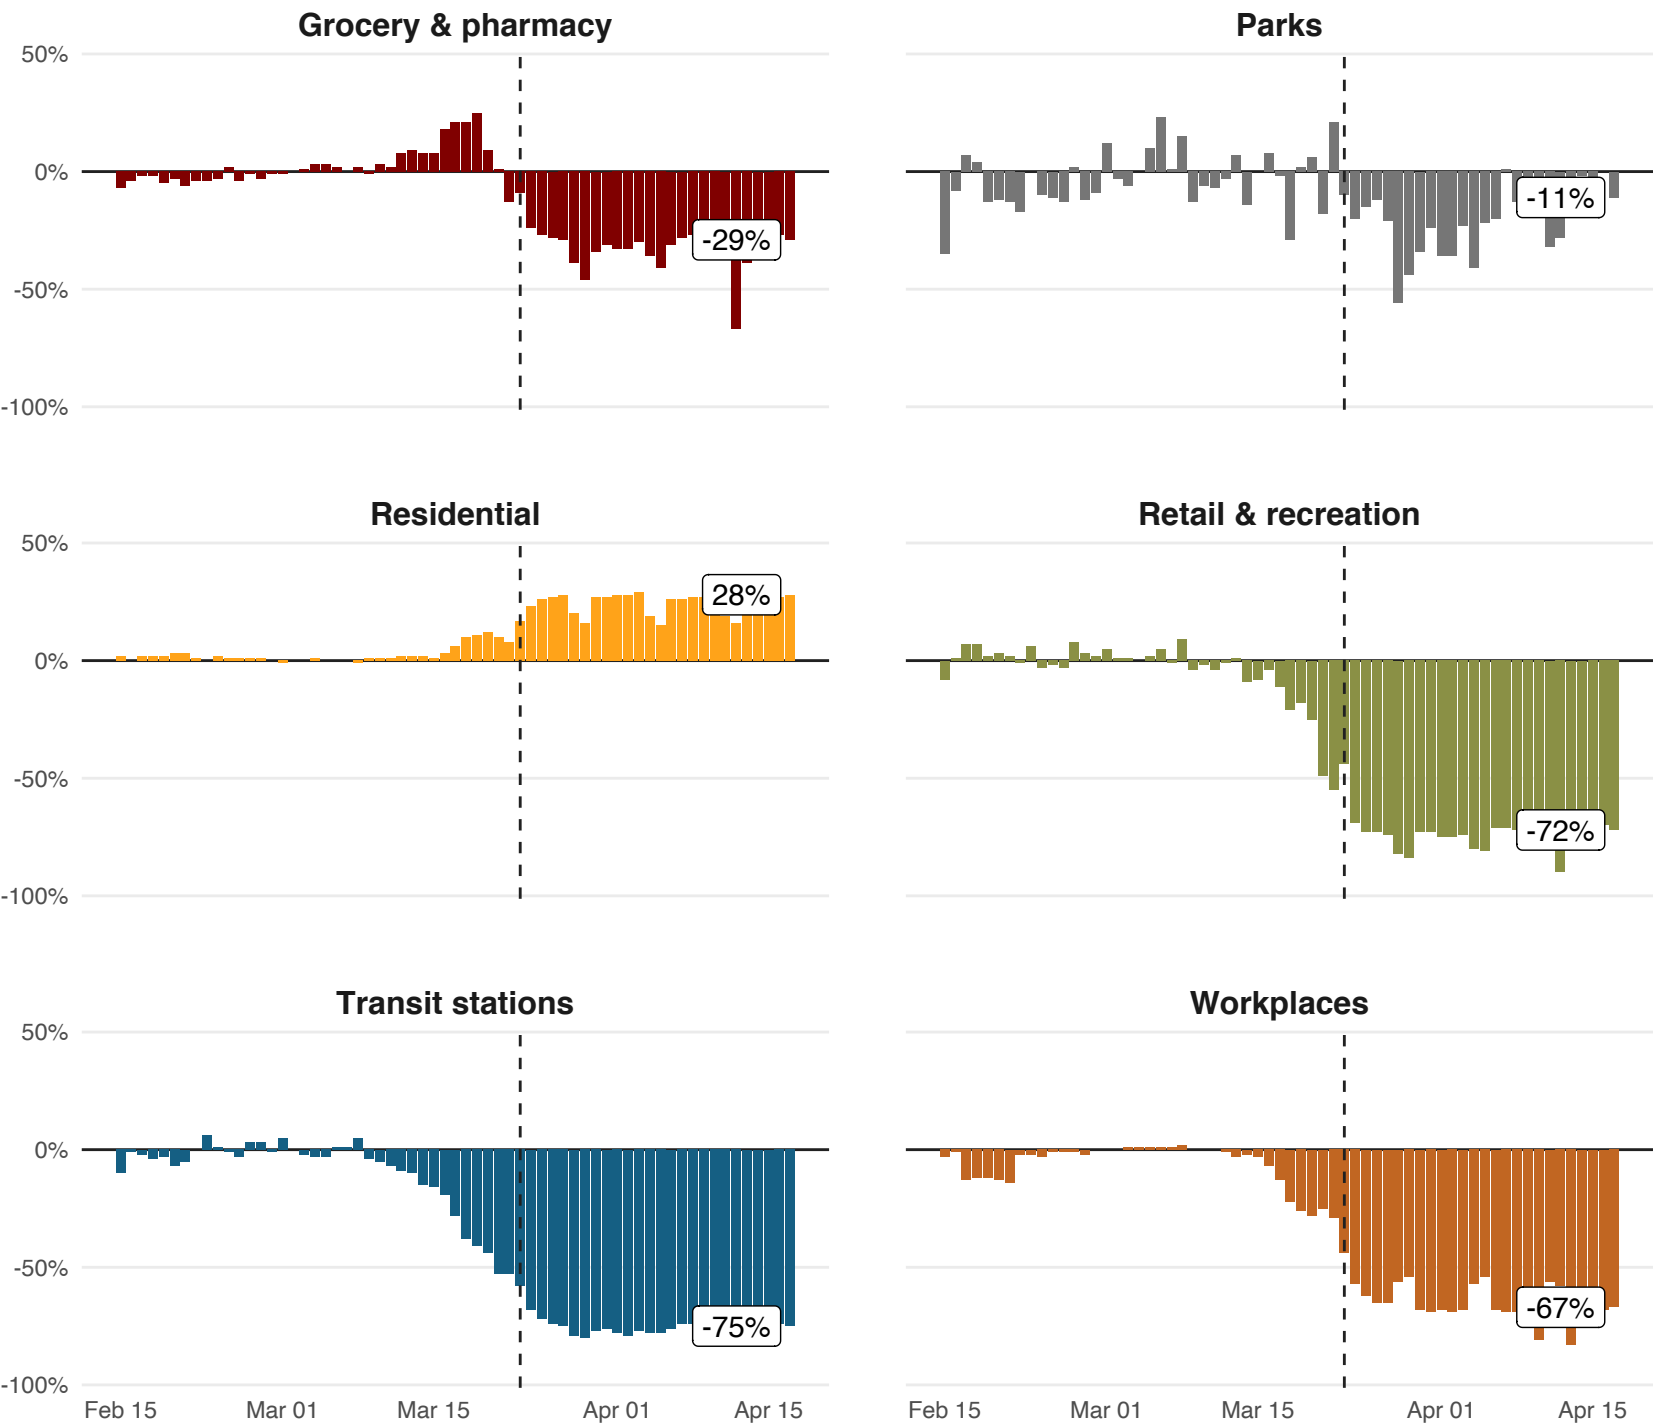 Grocery & pharmacy
Parks
50%
0%
-50%
-100%
-29%
-11%
Residential
Retail & recreation
50%
0%
-50%
-100%
28%
-72%
Transit stations
Workplaces
50%
0%
-50%
-100%
-75%
-67%
Feb 15 Mar 01 Mar 15 Apr 01 Apr 15
Feb 15 Mar 01 Mar 15 Apr 01 Apr 15